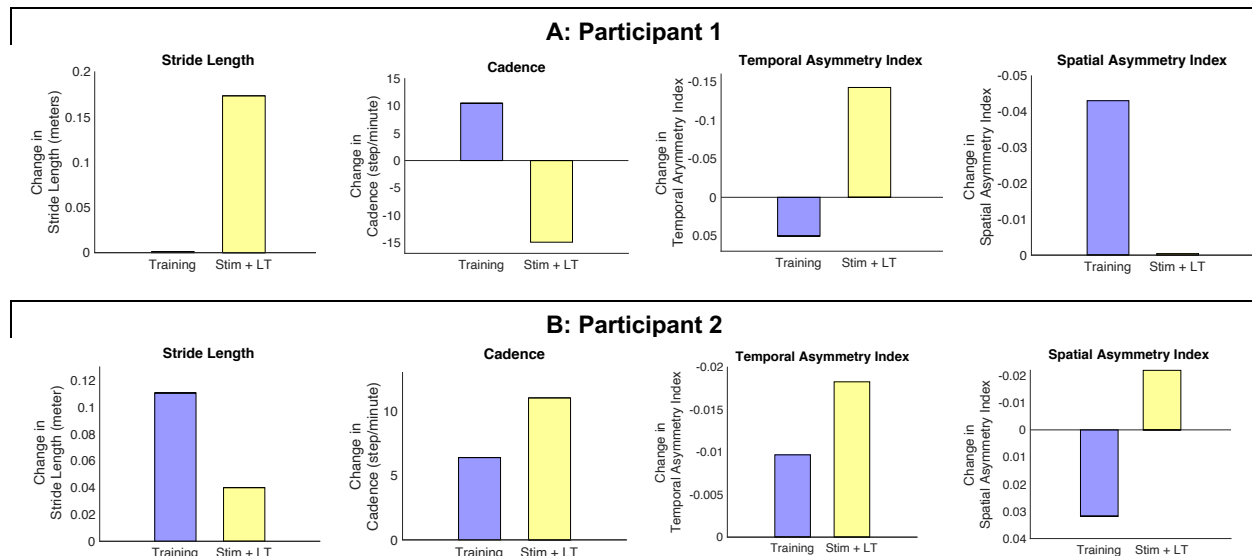 A: Participant 1
Stride Length
Change in
Stride Length (meters)
0.2
0.15
0.1
0.05
0
Training Stim + LT
Cadence
Change in
Cadence (step/minute)
15
10
5
0
-5
-10
-15
Training Stim + LT
Temporal Asymmetry Index
Change in
Temporal Arymmetry Index
-0.15
-0.1
-0.05
0
0.05
Training Stim + LT
Spatial Asymmetry Index
Change in
Spatial Asymmetry Index
-0.05
-0.04
-0.03
-0.02
-0.01
0
Training Stim + LT
B: Participant 2
Stride Length
Change in
Stride Length (meter)
0.12
0.1
0.08
0.06
0.04
0.02
0
Training Stim + LT
Cadence
Change in
Cadence (step/minute)
10
5
0
Training Stim + LT
Temporal Asymmetry Index
Change in
Temporal Asymmetry Index
-0.02
-0.015
-0.01
-0.005
0
Training Stim + LT
Spatial Asymmetry Index
Change in
Spatial Asymmetry Index
-0.02
-0.01
0
0.01
0.02
0.03
0.04
Training Stim + LT